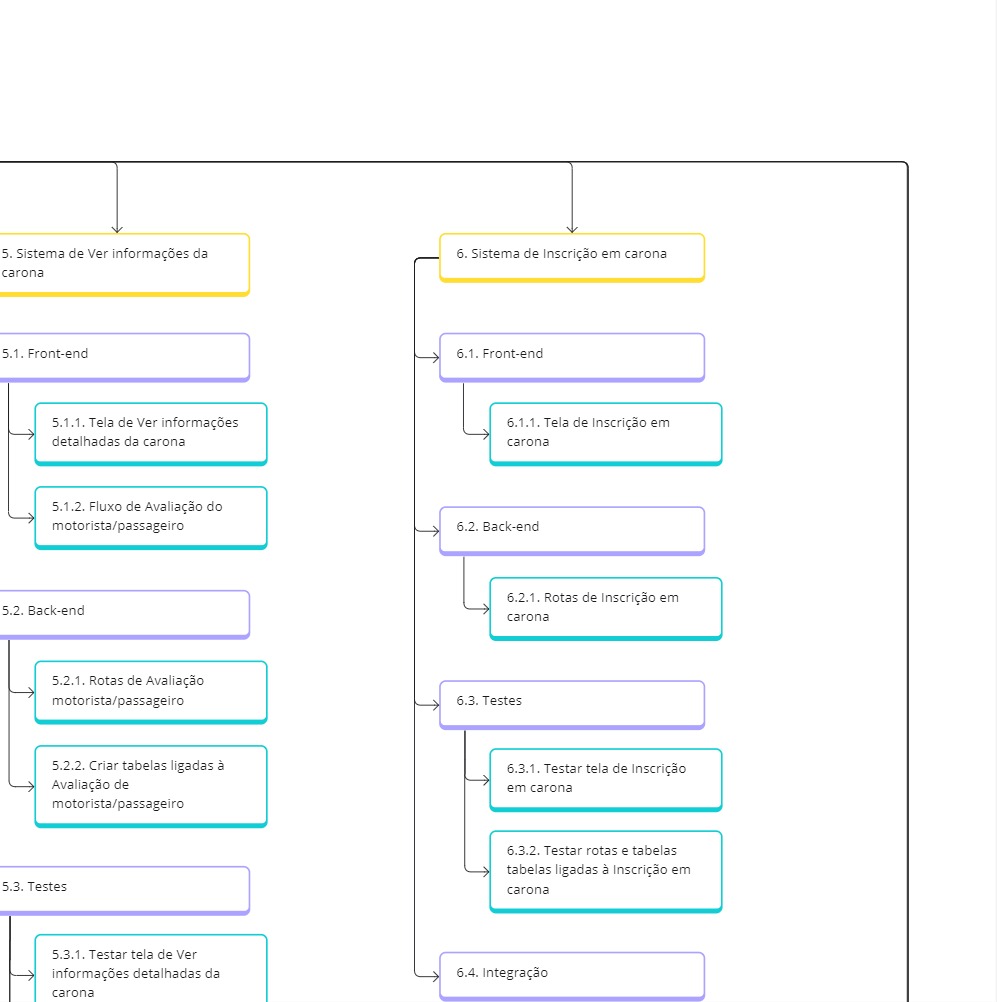 5. Sistema de Ver informações da
carona
5.1. Front-end
5.1.1. Tela de Ver informações
detalhadas da carona
5.1.2. Fluxo de Avaliação do
motorista/passageiro
5.2. Back-end
5.2.1. Rotas de Avaliação
motorista/passageiro
5.2.2. Criar tabelas ligadas à
Avaliação de
motorista/passageiro
5.3. Testes
5.3.1. Testar tela de Ver
informações detalhadas da
carona
6. Sistema de Inscrição em carona
6.1. Front-end
6.1.1. Tela de Inscrição em
carona
6.2. Back-end
6.2.1. Rotas de Inscrição em
carona
6.3. Testes
6.3.1. Testar tela de Inscrição
em carona
6.3.2. Testar rotas e tabelas
tabelas ligadas à Inscrição em
carona
6.4. Integração